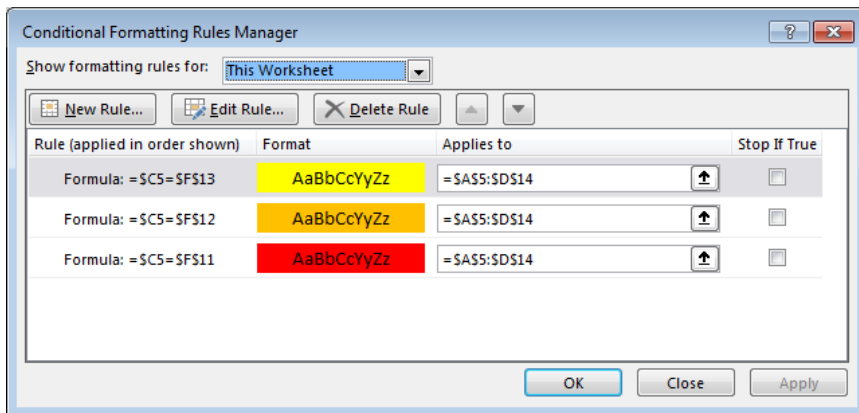 Conditional Formatting Rules Manager
?
Show formatting rules for: This Worksheet
New Rule... Edit Rule... Delete Rule
Rule (applied in order shown) Format Applies to Stop If True
Formula: =$C5=$F$13 AaBbCcYyZz =$A$5:$D$14
Formula: =$C5=$F$12 AaBbCcYyZz =$A$5:$D$14
Formula: =$C5=$F$11 AaBbCcYyZz =$A$5:$D$14
OK Close Apply